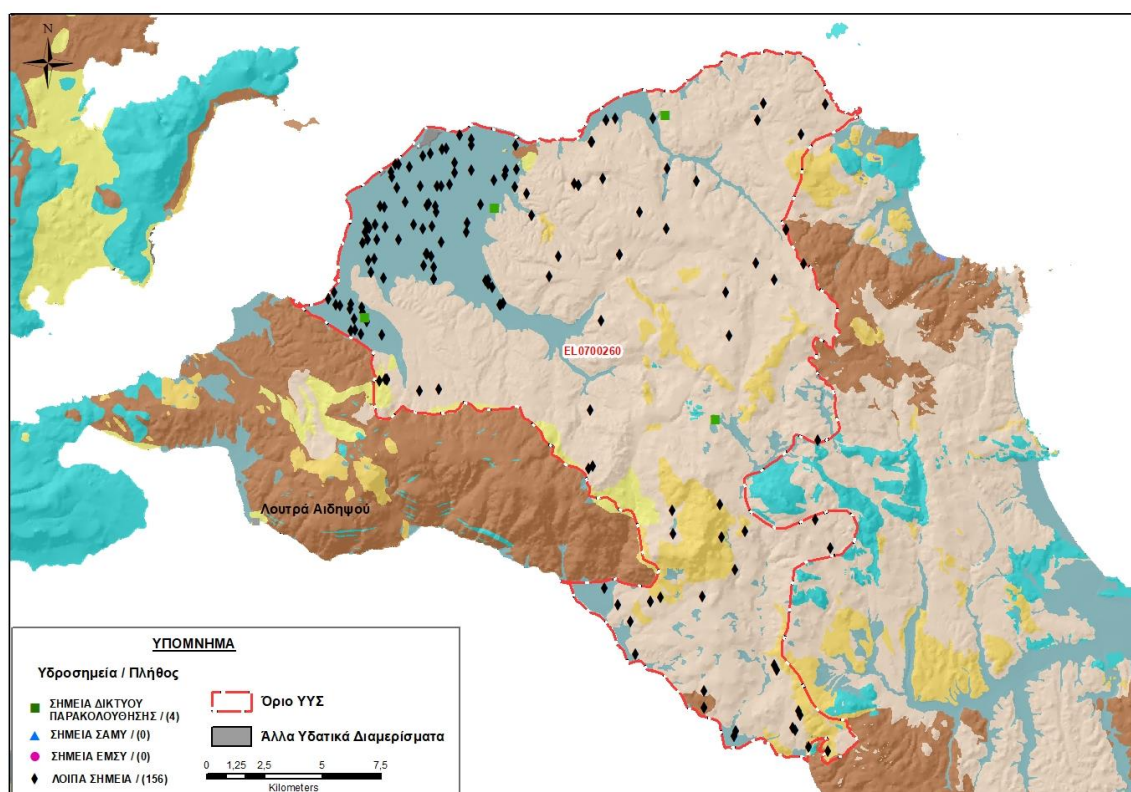 N
EL0700260
Λουτρά Αιδηψού
ΥΠΟΜΝΗΜΑ
Υδροσημεία / Πλήθος
ΣΗΜΕΙΑ ΔΙΚΤΥΟΥ
ΠΑΡΑΚΟΛΟΥΘΗΣΗΣ / (4)
ΣΗΜΕΙΑ ΣΑΜΥ / (0)
ΣΗΜΕΙΑ ΕΜΣΥ / (0)
ΛΟΙΠΑ ΣΗΜΕΙΑ / (156)
Όριο ΥΥΣ
Άλλα Υδατικά Διαμερίσματα
0 1,25 2,5 5 7,5
Kilometers